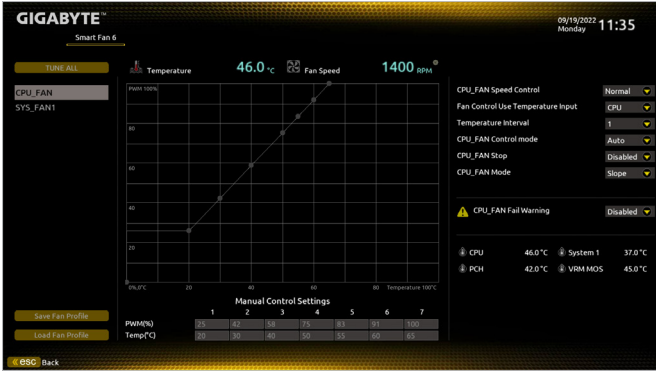 GIGABYTE™
09/19/2022 Monday 11:35
Smart Fan 6
TUNE ALL
CPU_FAN
SYS_FAN1
Save Fan Profile
Load Fan Profile
Temperature 46.0 °C Fan Speed 1400 RPM
PWM 100%
80
60
40
20
0%,0°C 20 40 60 80 Temperature 100°C
Manual Control Settings
1 2 3 4 5 6 7
PWM(%) 25 42 58 75 83 91 100
Temp(°C) 20 30 40 50 55 60 65
CPU_FAN Speed Control Normal
Fan Control Use Temperature Input CPU
Temperature Interval 1
CPU_FAN Control mode Auto
CPU_FAN Stop Disabled
CPU_FAN Mode Slope
CPU_FAN Fail Warning Disabled
CPU 46.0°C System 1 37.0°C
PCH 42.0°C VRM MOS 45.0°C
esc Back